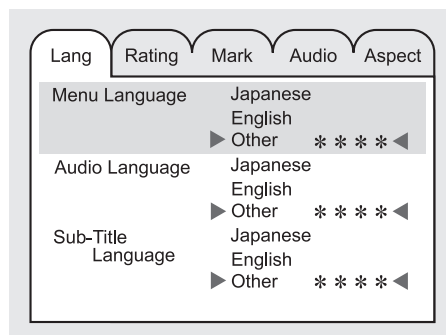 Lang Rating Mark Audio Aspect
Menu Language Japanese
English
▶ Other ＊＊＊＊ ◀
Audio Language Japanese
English
▶ Other ＊＊＊＊ ◀
Sub-Title Japanese
Language English
▶ Other ＊＊＊＊ ◀